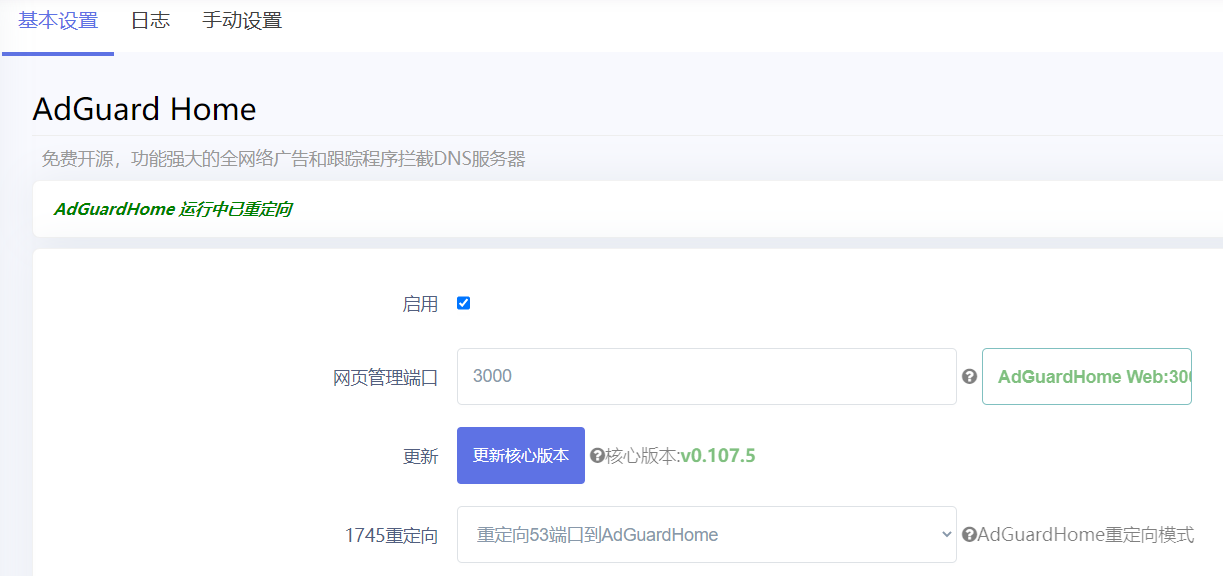 基本设置 日志 手动设置
AdGuard Home
免费开源，功能强大的全网络广告和跟踪程序拦截DNS服务器
AdGuardHome 运行中已重定向
启用
网页管理端口 3000 AdGuardHome Web:300
更新 更新核心版本 核心版本:v0.107.5
1745重定向 重定向53端口到AdGuardHome AdGuardHome重定向模式